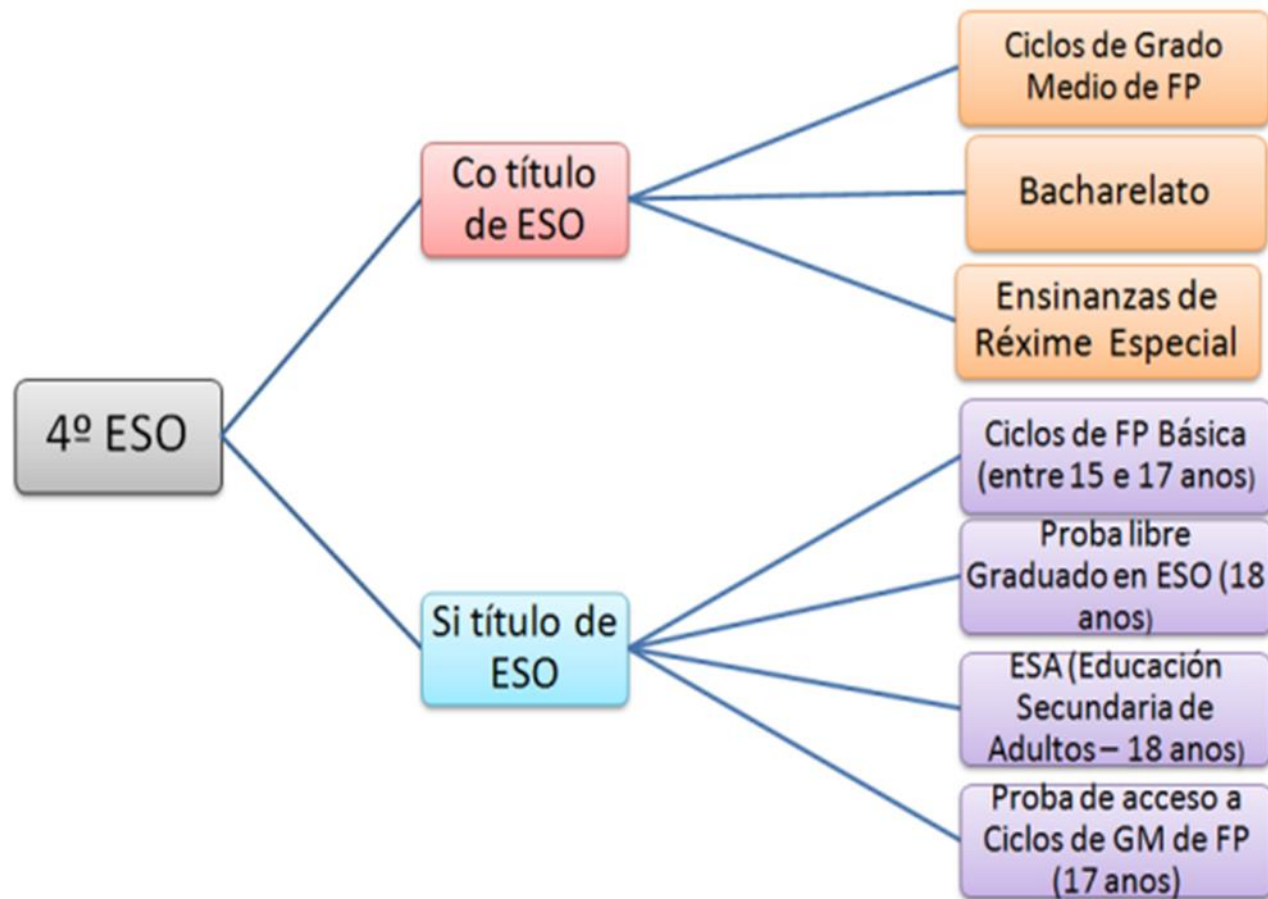 4º ESO
Co título
de ESO
Ciclos de Grado
Medio de FP
Bacharelato
Ensinanzas de
Réxime Especial
Si título de
ESO
Ciclos de FP Básica
(entre 15 e 17 anos)
Proba libre
Graduado en ESO (18
anos)
ESA (Educación
Secundaria de
Adultos – 18 anos)
Proba de acceso a
Ciclos de GM de FP
(17 anos)